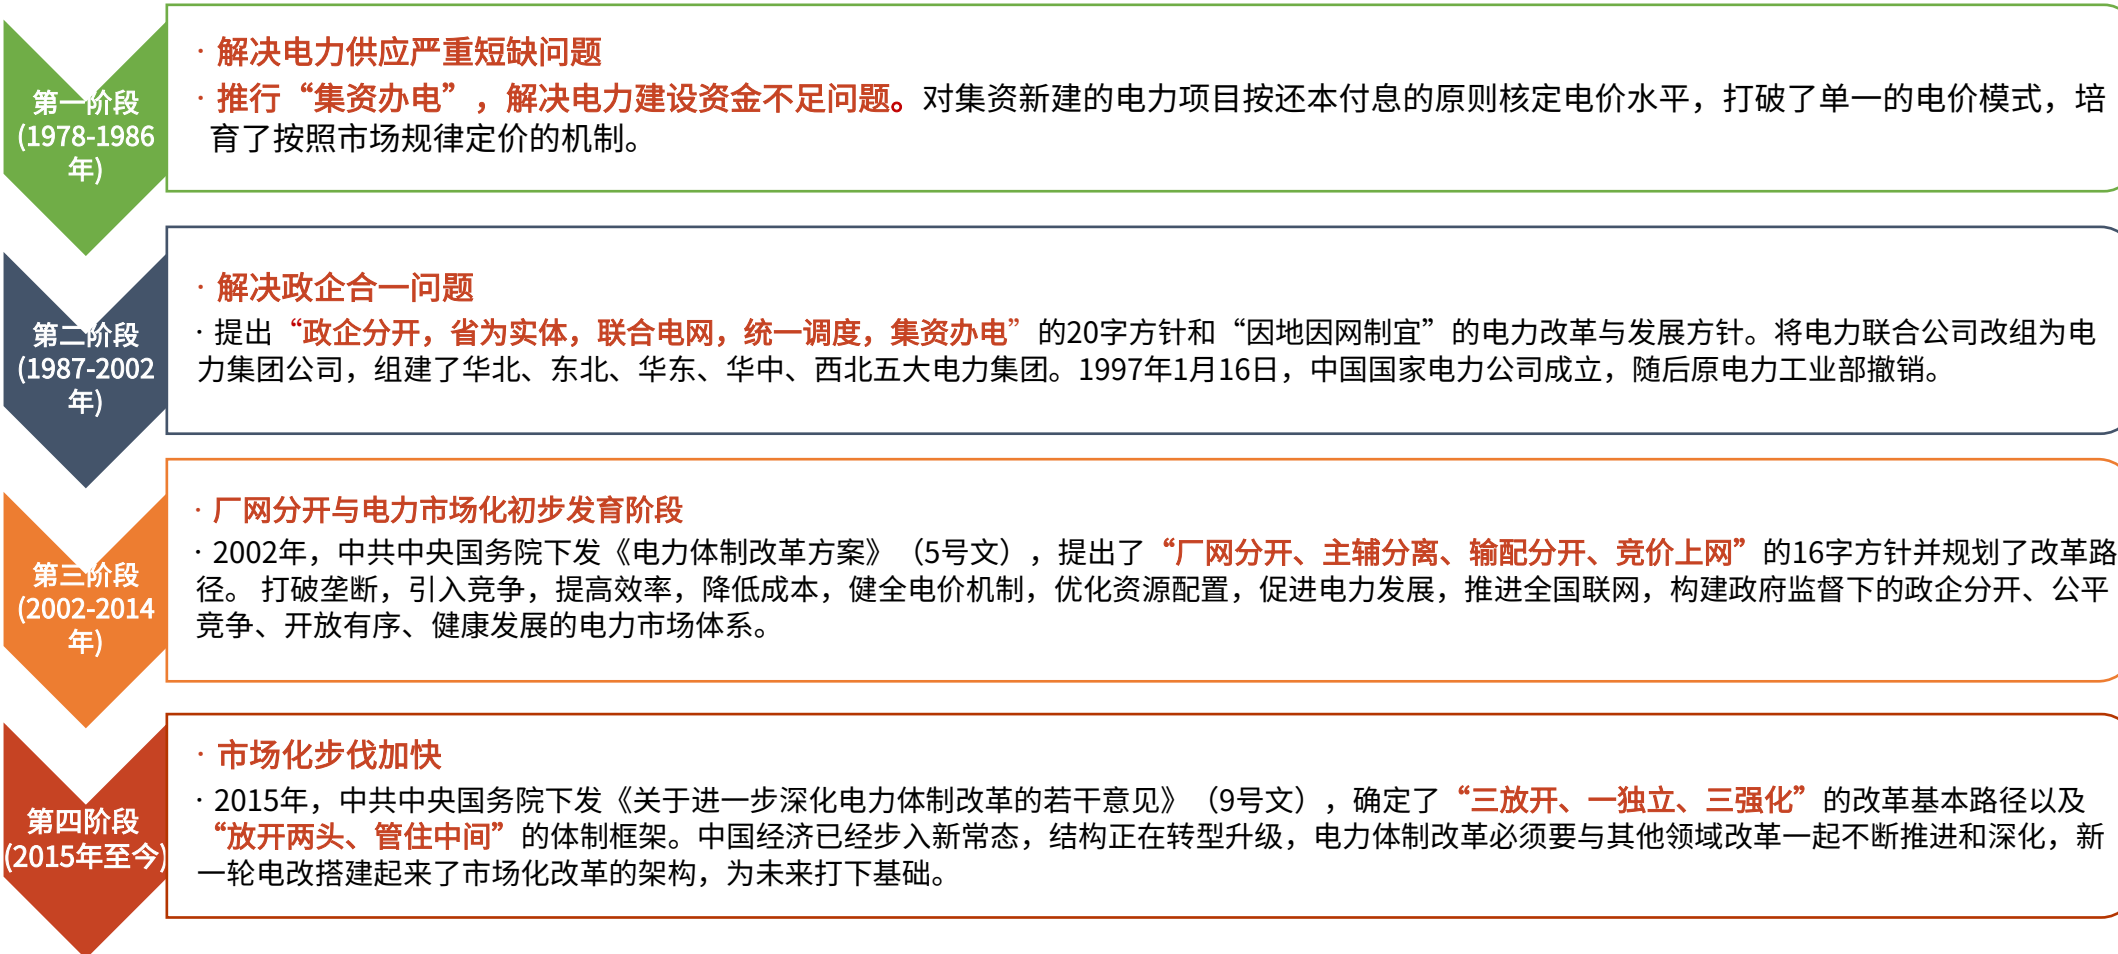 第一阶段
(1978-1986
年)
· 解决电力供应严重短缺问题
· 推行“集资办电”，解决电力建设资金不足问题。对集资新建的电力项目按还本付息的原则核定电价水平，打破了单一的电价模式，培
育了按照市场规律定价的机制。
第二阶段
(1987-2002
年)
· 解决政企合一问题
· 提出“政企分开，省为实体，联合电网，统一调度，集资办电”的20字方针和“因地因网制宜”的电力改革与发展方针。将电力联合公司改组为电
力集团公司，组建了华北、东北、华东、华中、西北五大电力集团。1997年1月16日，中国国家电力公司成立，随后原电力工业部撤销。
第三阶段
(2002-2014
年)
· 厂网分开与电力市场化初步发育阶段
· 2002年，中共中央国务院下发《电力体制改革方案》（5号文），提出了“厂网分开、主辅分离、输配分开、竞价上网”的16字方针并规划了改革路
径。 打破垄断，引入竞争，提高效率，降低成本，健全电价机制，优化资源配置，促进电力发展，推进全国联网，构建政府监督下的政企分开、公平
竞争、开放有序、健康发展的电力市场体系。
第四阶段
(2015年至今)
· 市场化步伐加快
· 2015年，中共中央国务院下发《关于进一步深化电力体制改革的若干意见》（9号文），确定了“三放开、一独立、三强化”的改革基本路径以及
“放开两头、管住中间”的体制框架。中国经济已经步入新常态，结构正在转型升级，电力体制改革必须要与其他领域改革一起不断推进和深化，新
一轮电改搭建起来了市场化改革的架构，为未来打下基础。